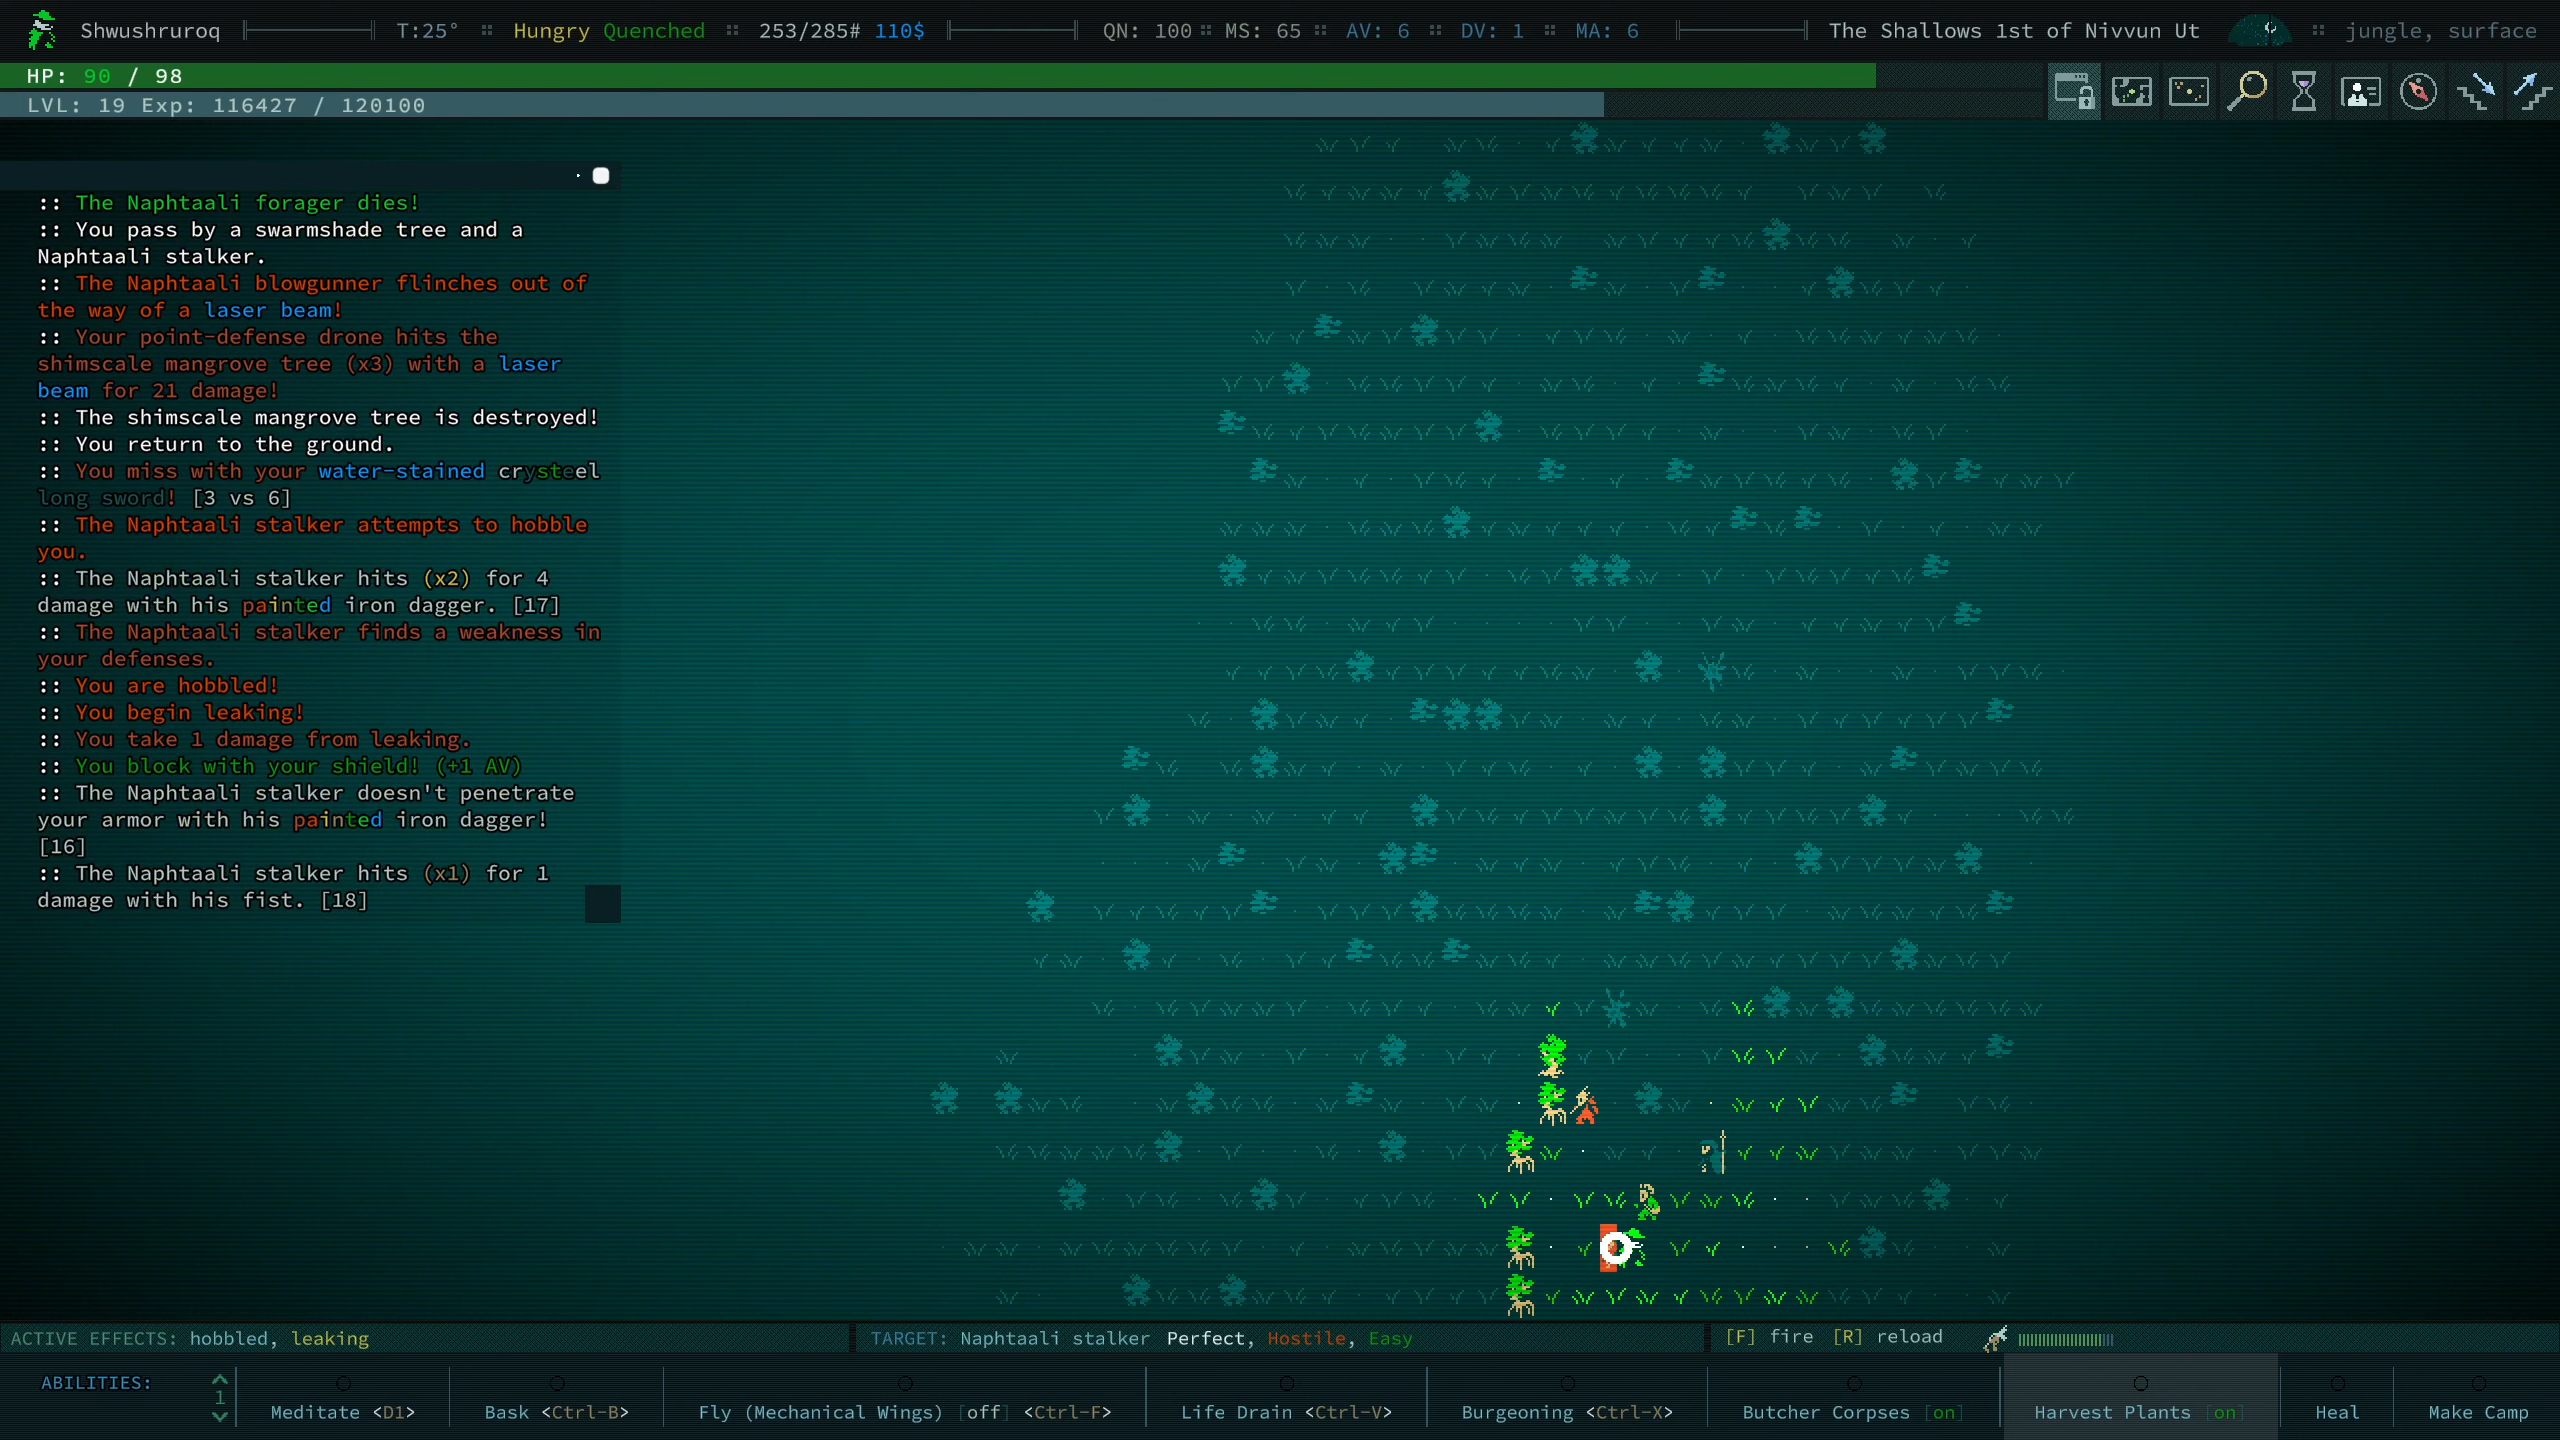 Shwushruroq T:25° Hungry Quenched 253/285# 110$ QN: 100 MS: 65 AV: 6 DV: 1 MA: 6 The Shallows 1st of Nivvun Ut jungle, surface
HP: 90 / 98
LVL: 19 Exp: 116427 / 120100
:: The Naphtaali forager dies!
:: You pass by a swarmshade tree and a
Naphtaali stalker.
:: The Naphtaali blowgunner flinches out of
the way of a laser beam!
:: Your point-defense drone hits the
shimscale mangrove tree (x3) with a laser
beam for 21 damage!
:: The shimscale mangrove tree is destroyed!
:: You return to the ground.
:: You miss with your water-stained crysteel
long sword! [3 vs 6]
:: The Naphtaali stalker attempts to hobble
you.
:: The Naphtaali stalker hits (x2) for 4
damage with his painted iron dagger. [17]
:: The Naphtaali stalker finds a weakness in
your defenses.
:: You are hobbled!
:: You begin leaking!
:: You take 1 damage from leaking.
:: You block with your shield! (+1 AV)
:: The Naphtaali stalker doesn't penetrate
your armor with his painted iron dagger!
[16]
:: The Naphtaali stalker hits (x1) for 1
damage with his fist. [18]
ACTIVE EFFECTS: hobbled, leaking TARGET: Naphtaali stalker Perfect, Hostile, Easy [F] fire [R] reload
ABILITIES: 1 Meditate <D1> Bask <Ctrl-B> Fly (Mechanical Wings) [off] <Ctrl-F> Life Drain <Ctrl-V> Burgeoning <Ctrl-X> Butcher Corpses [on] Harvest Plants [on] Heal Make Camp